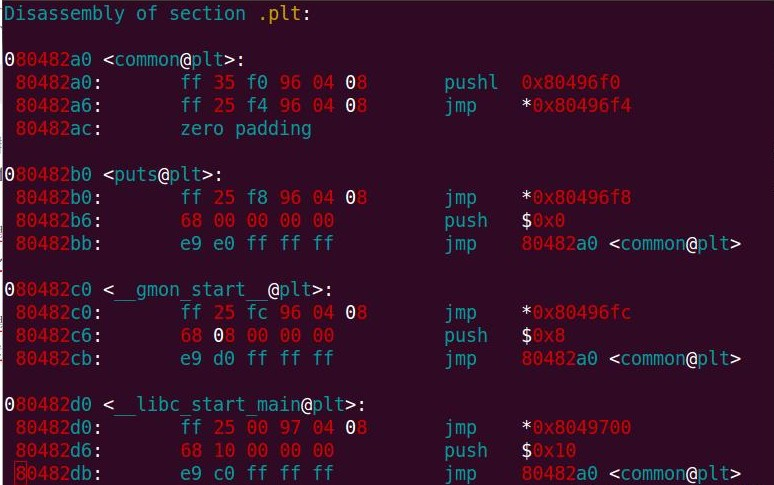 Disassembly of section .plt:
080482a0 <common@plt>:
80482a0: ff 35 f0 96 04 08 pushl 0x80496f0
80482a6: ff 25 f4 96 04 08 jmp *0x80496f4
80482ac: zero padding
080482b0 <puts@plt>:
80482b0: ff 25 f8 96 04 08 jmp *0x80496f8
80482b6: 68 00 00 00 00 push $0x0
80482bb: e9 e0 ff ff ff jmp 80482a0 <common@plt>
080482c0 <__gmon_start__@plt>:
80482c0: ff 25 fc 96 04 08 jmp *0x80496fc
80482c6: 68 08 00 00 00 push $0x8
80482cb: e9 d0 ff ff ff jmp 80482a0 <common@plt>
080482d0 <__libc_start_main@plt>:
80482d0: ff 25 00 97 04 08 jmp *0x8049700
80482d6: 68 10 00 00 00 push $0x10
80482db: e9 c0 ff ff ff jmp 80482a0 <common@plt>